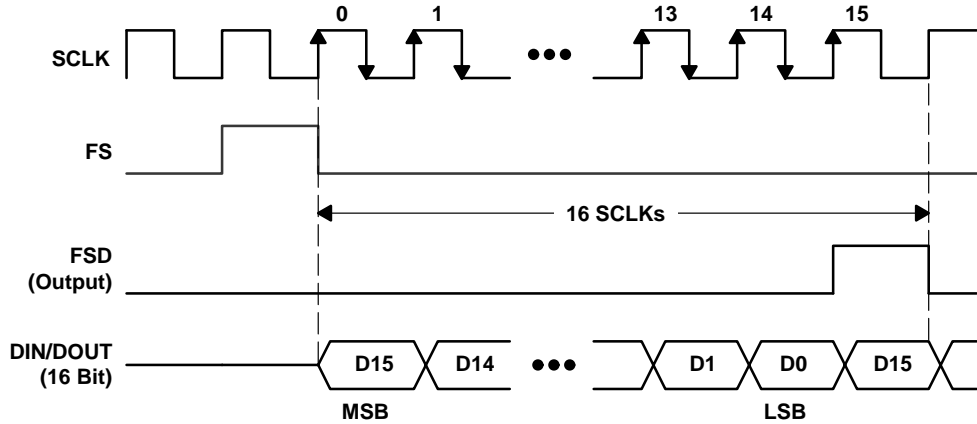 0 1 13 14 15
SCLK
FS
16 SCLKs
FSD
(Output)
DIN/DOUT
(16 Bit)
D15 D14 D1 D0 D15
MSB LSB